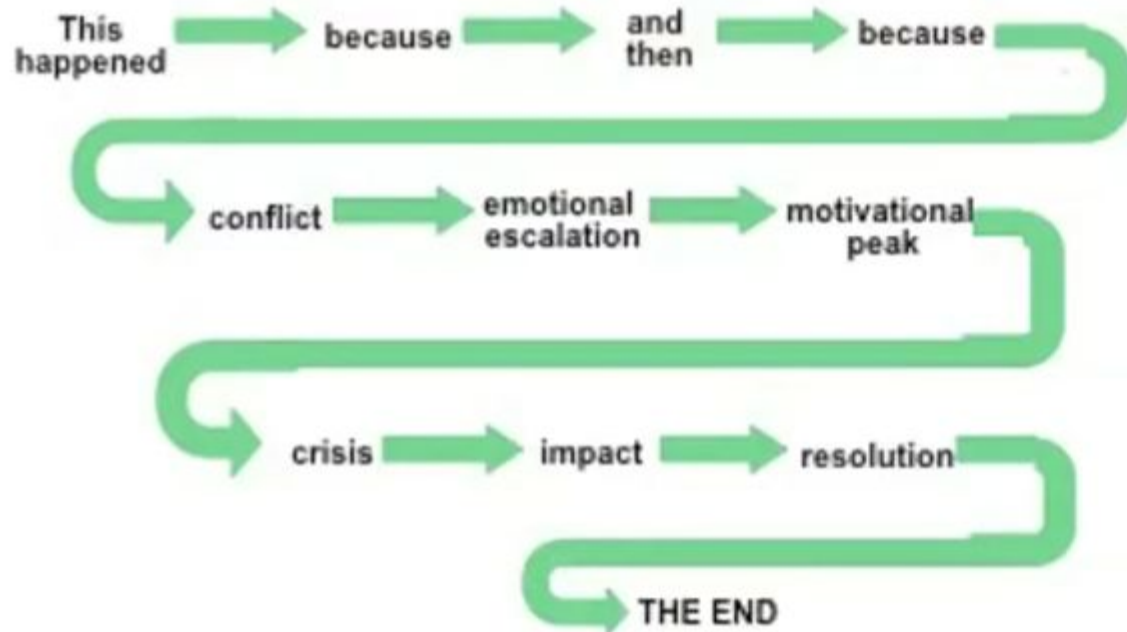 This
happened
because
and
then
because
conflict
emotional
escalation
motivational
peak
crisis
impact
resolution
THE END